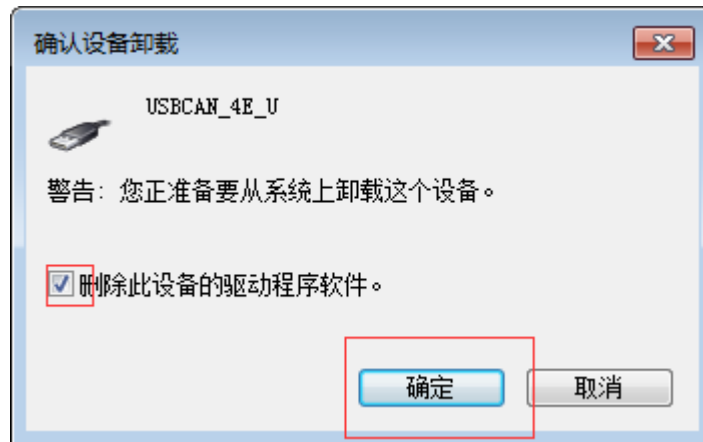 确认设备卸载
USBCAN_4E_U
警告: 您正准备要从系统上卸载这个设备。
删除此设备的驱动程序软件。
确定
取消